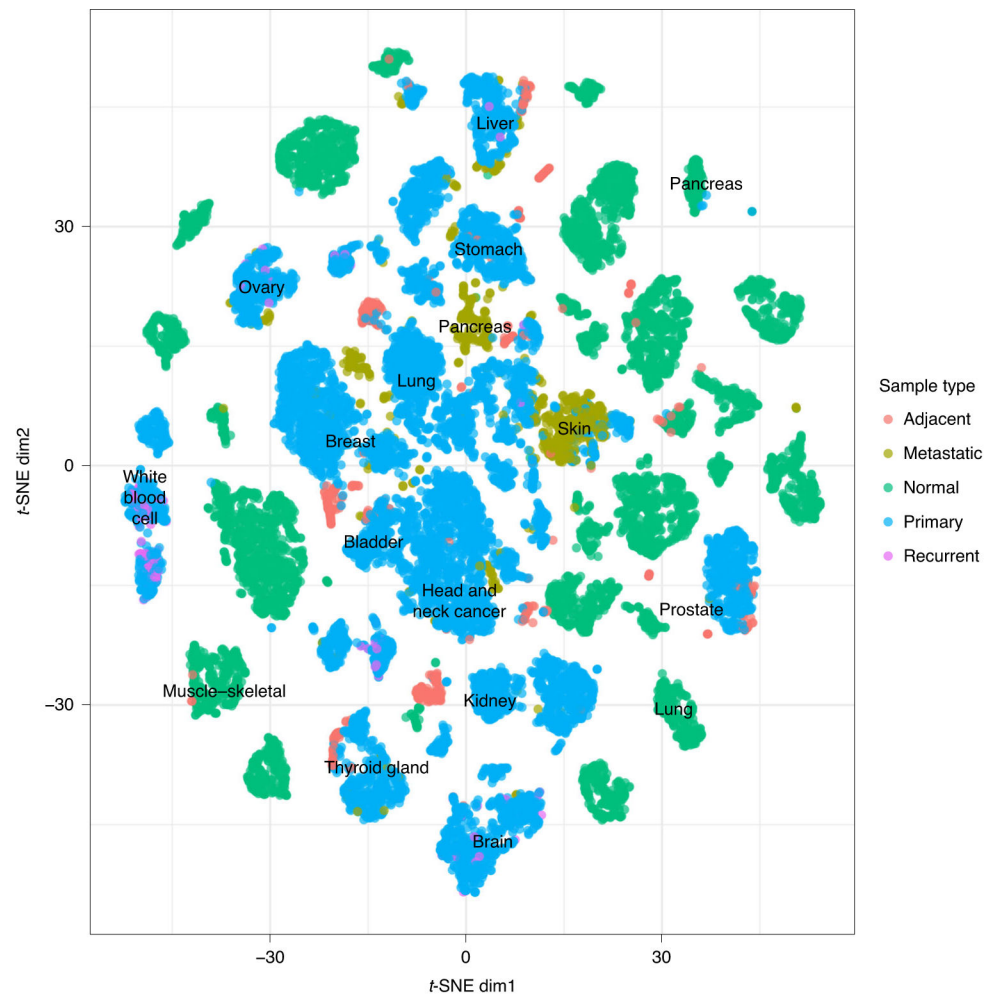 Liver
Pancreas
30
Stomach
Ovary
Pancreas
Lung
Sample type
Adjacent
Metastatic
Normal
Primary
Recurrent
Skin
Breast
0
White
blood
cell
Bladder
Head and
neck cancer
Prostate
Muscle–skeletal
Kidney
Lung
−30
Thyroid gland
Brain
t-SNE dim2
−30
0
30
t-SNE dim1